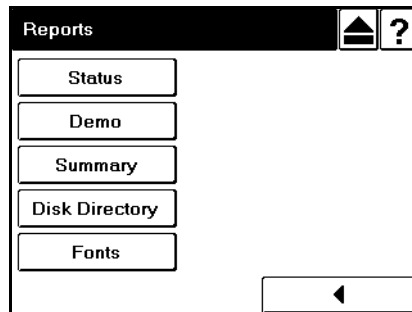 Reports
?
Status
Demo
Summary
Disk Directory
Fonts